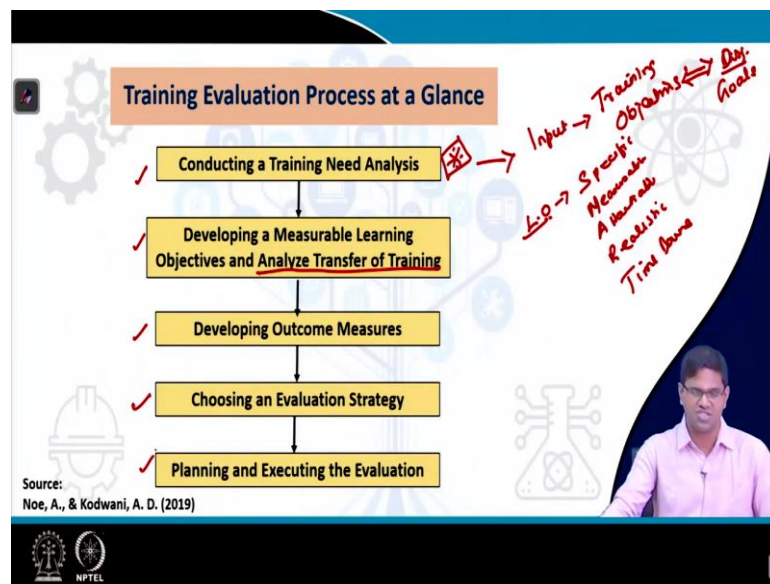 Training Evaluation Process at a Glance
Conducting a Training Need Analysis
Developing a Measurable Learning
Objectives and Analyze Transfer of Training
Developing Outcome Measures
Choosing an Evaluation Strategy
Planning and Executing the Evaluation
Source:
Noe, A., & Kodwani, A. D. (2019)
Input → Training
Objectives ⇔
Goals
L.O → Specific
Measurable
Attainable
Realistic
Time
NPTEL